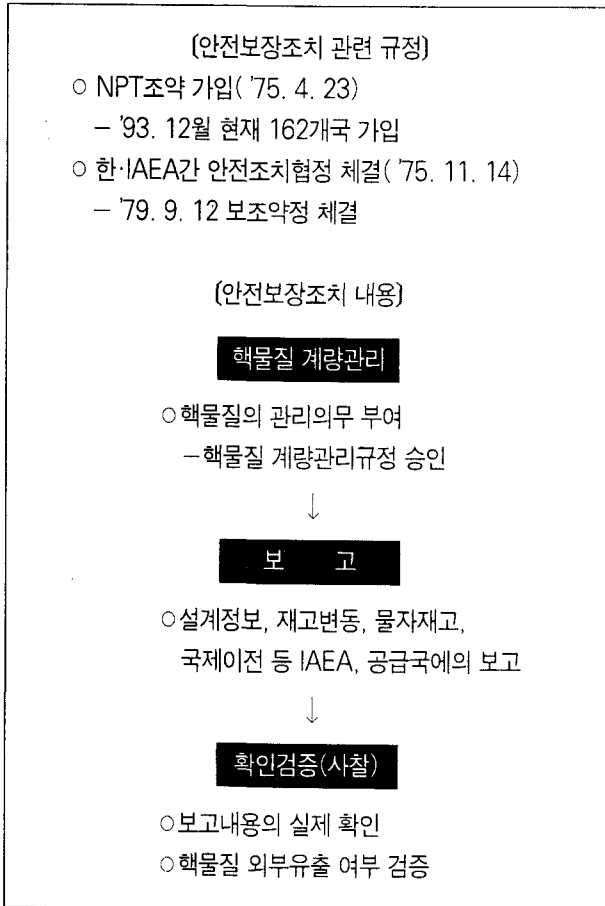 〔안전보장조치 관련 규정〕
○ NPT조약 가입( '75. 4. 23)
– '93. 12월 현재 162개국 가입
○ 한·IAEA간 안전조치협정 체결( '75. 11. 14)
– '79. 9. 12 보조약정 체결
〔안전보장조치 내용〕
핵물질 계량관리
○핵물질의 관리의무 부여
–핵물질 계량관리규정 승인
↓
보 고
○설계정보, 재고변동, 물자재고,
국제이전 등 IAEA, 공급국에의 보고
↓
확인검증(사찰)
○보고내용의 실제 확인
○핵물질 외부유출 여부 검증